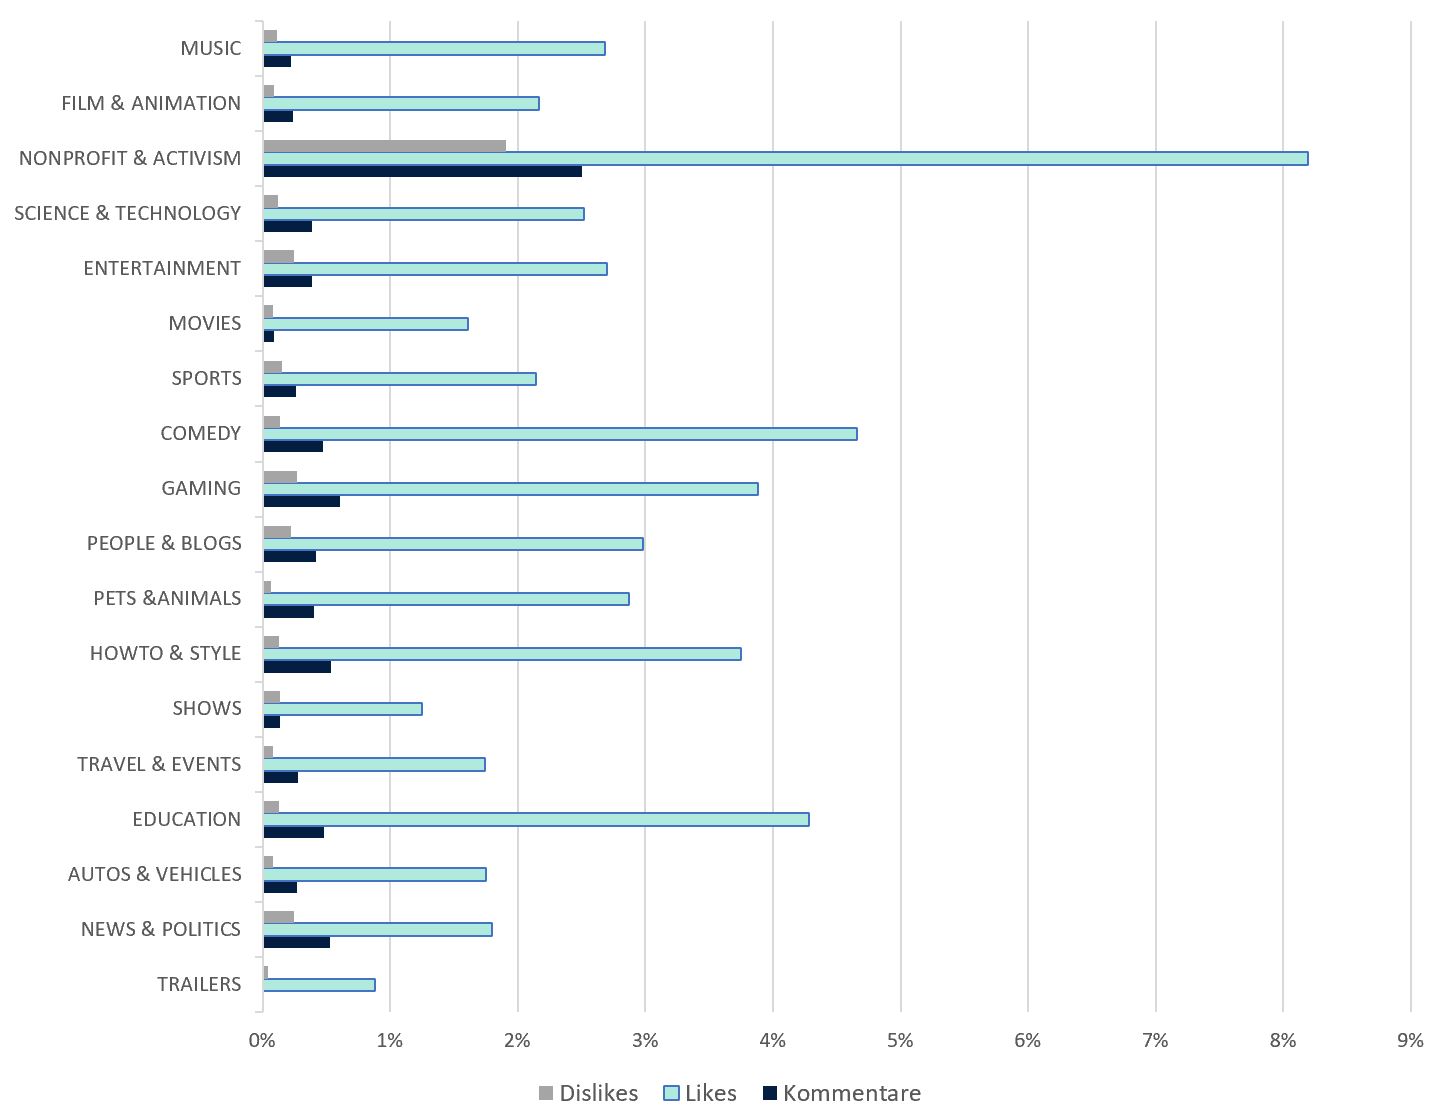 MUSIC
FILM & ANIMATION
NONPROFIT & ACTIVISM
SCIENCE & TECHNOLOGY
ENTERTAINMENT
MOVIES
SPORTS
COMEDY
GAMING
PEOPLE & BLOGS
PETS &ANIMALS
HOWTO & STYLE
SHOWS
TRAVEL & EVENTS
EDUCATION
AUTOS & VEHICLES
NEWS & POLITICS
TRAILERS
0% 1% 2% 3% 4% 5% 6% 7% 8% 9%
Dislikes Likes Kommentare